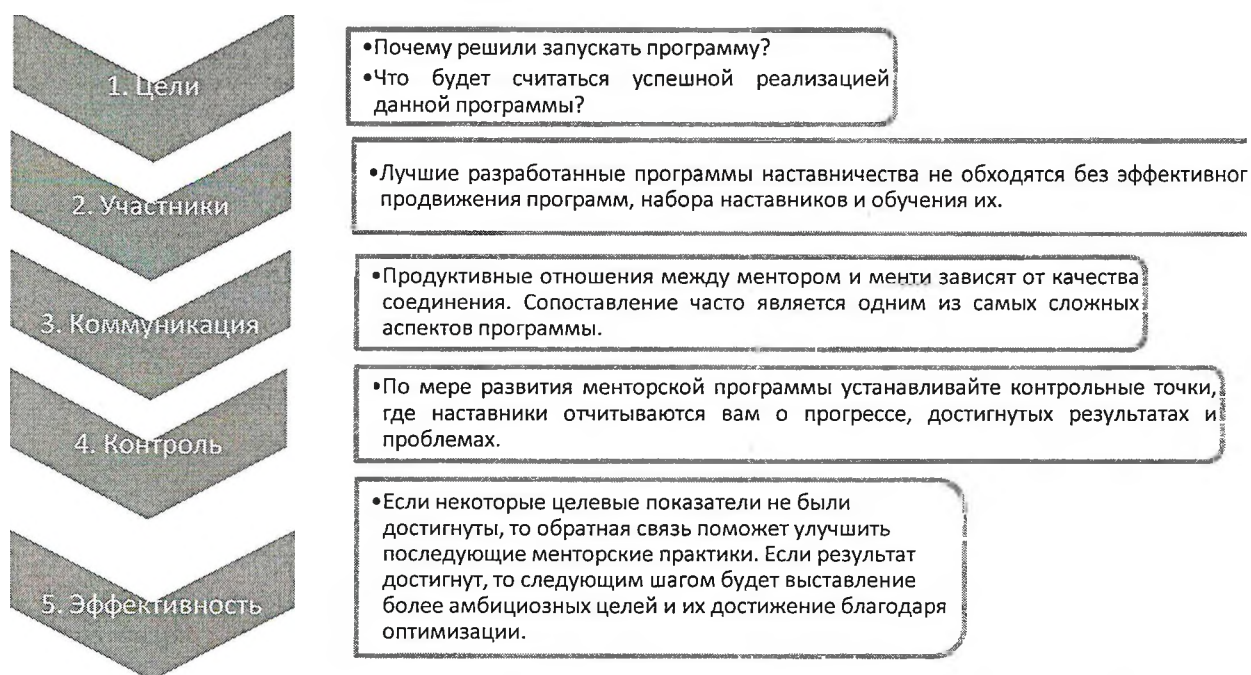 1. Цели
•Почему решили запускать программу?
•Что будет считаться успешной реализацией
данной программы?
2. Участники
•Лучшие разработанные программы наставничества не обходятся без эффективног
продвижения программ, набора наставников и обучения их.
3. Коммуникация
•Продуктивные отношения между ментором и менти зависят от качества
соединения. Сопоставление часто является одним из самых сложных
аспектов программы.
4. Контроль
•По мере развития менторской программы устанавливайте контрольные точки,
где наставники отчитываются вам о прогрессе, достигнутых результатах и
проблемах.
5. Эффективность
•Если некоторые целевые показатели не были
достигнуты, то обратная связь поможет улучшить
последующие менторские практики. Если результат
достигнут, то следующим шагом будет выставление
более амбициозных целей и их достижение благодаря
оптимизации.